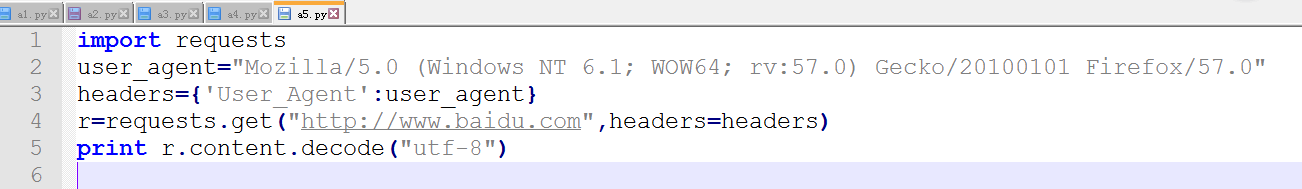 a1.py a2.py a3.py a4.py a5.py
1 import requests
2 user_agent="Mozilla/5.0 (Windows NT 6.1; WOW64; rv:57.0) Gecko/20100101 Firefox/57.0"
3 headers={'User_Agent':user_agent}
4 r=requests.get("http://www.baidu.com",headers=headers)
5 print r.content.decode("utf-8")
6